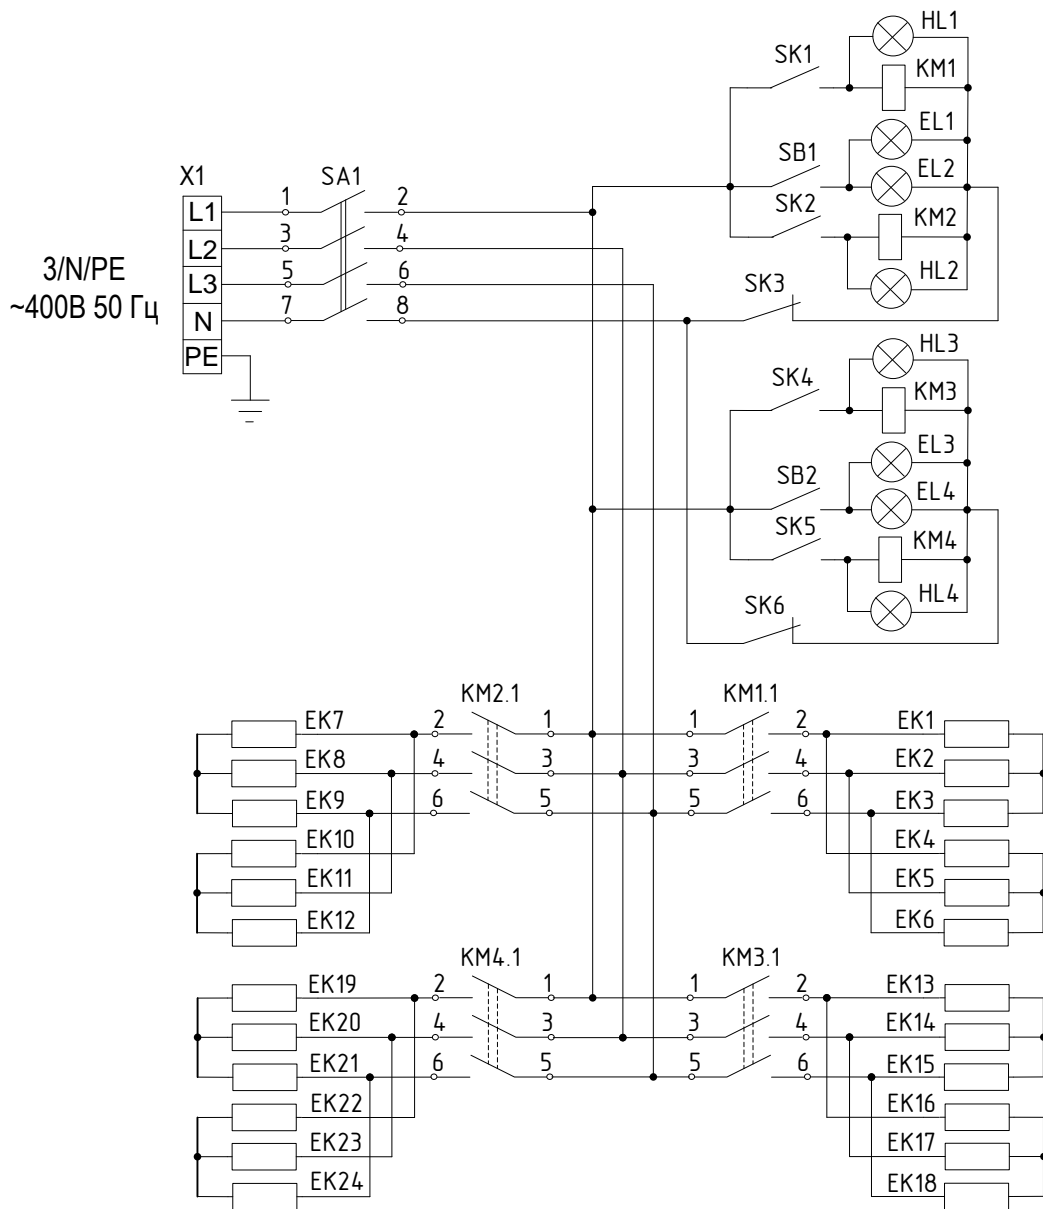 HL1
SK1
KM1
EL1
SB1
EL2
X1
SA1
SK2
KM2
L1
1
2
L2
3
4
HL2
L3
5
6
SK3
3/N/PE
~400В 50 Гц
N
7
8
PE
HL3
SK4
KM3
EL3
SB2
EL4
SK5
KM4
HL4
SK6
KM2.1
KM1.1
EK7
2
1
1
2
EK1
EK8
4
3
3
4
EK2
EK9
6
5
5
6
EK3
EK10
EK4
EK11
EK5
EK12
EK6
KM4.1
KM3.1
EK19
2
1
1
2
EK13
EK20
4
3
3
4
EK14
EK21
6
5
5
6
EK15
EK22
EK16
EK23
EK17
EK24
EK18